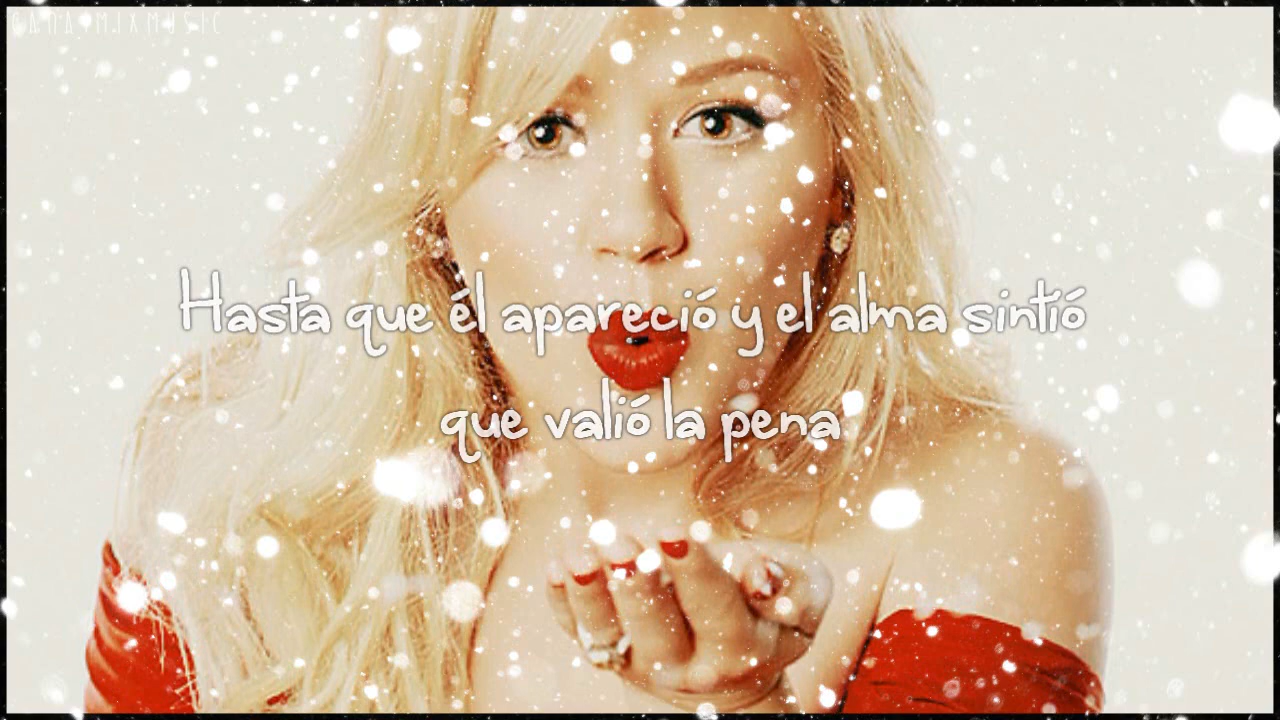 Hasta que él apareció y el alma sintió
que valió la pena